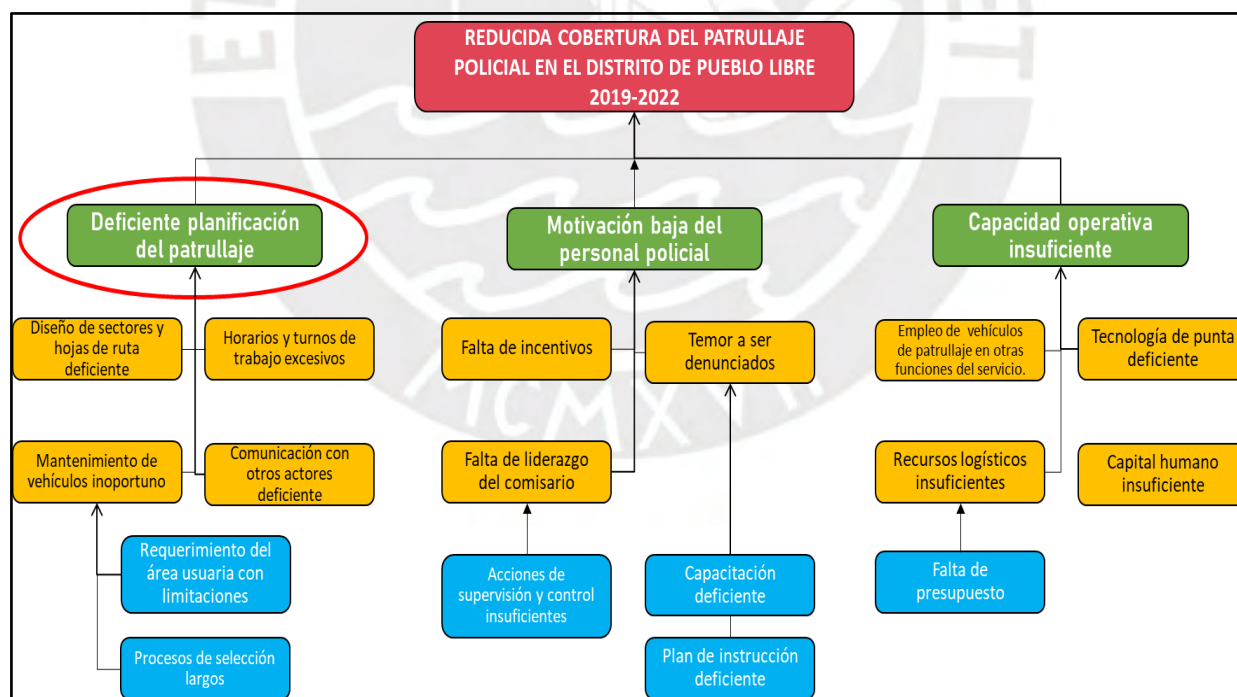 REDUCIDA COBERTURA DEL PATRULLAJE
POLICIAL EN EL DISTRITO DE PUEBLO LIBRE
2019-2022
Deficiente planificación
del patrullaje
Motivación baja del
personal policial
Capacidad operativa
insuficiente
Diseño de sectores y
hojas de ruta
deficiente
Horarios y turnos de
trabajo excesivos
Falta de incentivos
Temor a ser
denunciados
Empleo de vehículos
de patrullaje en otras
funciones del servicio.
Tecnología de punta
deficiente
Mantenimiento de
vehículos inoportuno
Comunicación con
otros actores
deficiente
Falta de liderazgo
del comisario
Recursos logísticos
insuficientes
Capital humano
insuficiente
Requerimiento del
área usuaria con
limitaciones
Acciones de
supervisión y control
insuficientes
Capacitación
deficiente
Falta de
presupuesto
Procesos de selección
largos
Plan de instrucción
deficiente
MCMXVII